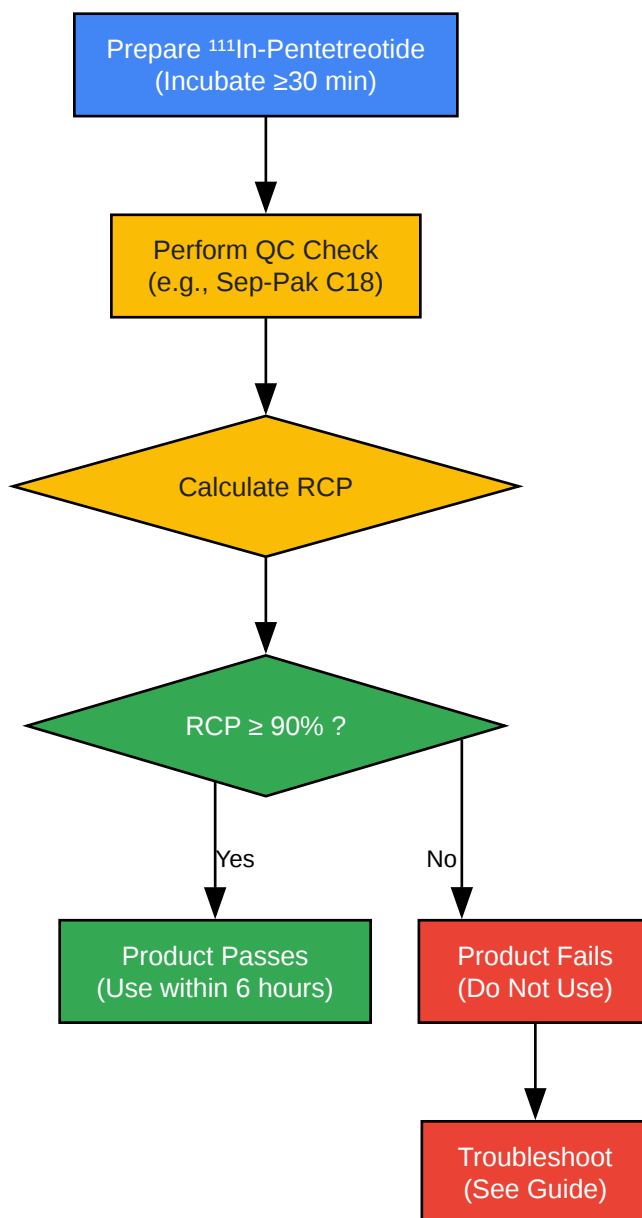 Prepare ¹¹¹In-Pentetreotide
(Incubate ≥30 min)
Perform QC Check
(e.g., Sep-Pak C18)
Calculate RCP
RCP ≥ 90% ?
Yes
No
Product Passes
(Use within 6 hours)
Product Fails
(Do Not Use)
Troubleshoot
(See Guide)